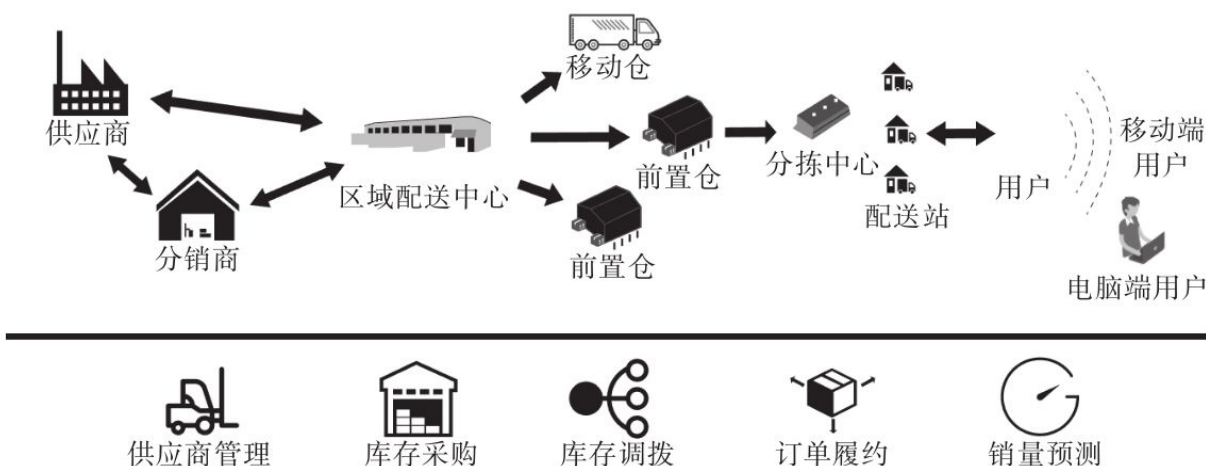 移动仓
供应商
区域配送中心
前置仓
分拣中心
配送站
用户
移动端
用户
分销商
前置仓
电脑端用户
供应商管理
库存采购
库存调拨
订单履约
销量预测